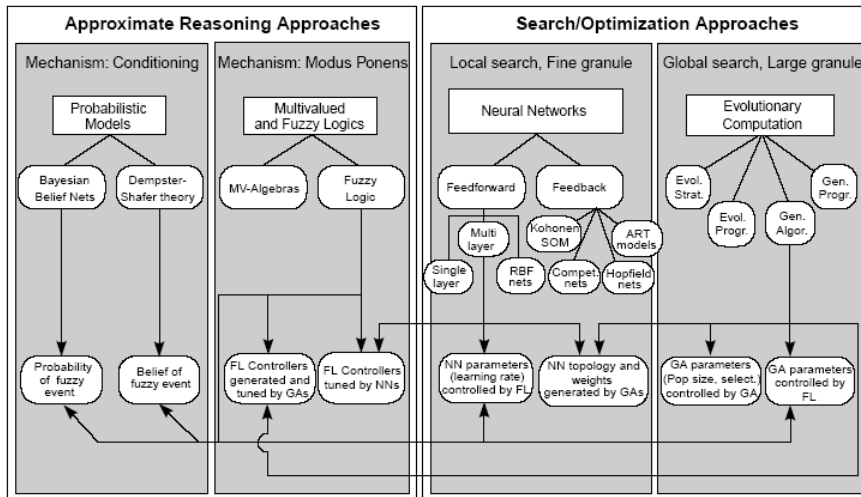 Approximate Reasoning Approaches
Mechanism: Conditioning
Probabilistic
Models
Bayesian
Belief Nets
Dempster-
Shafer theory
Probability
of fuzzy
event
Belief of
fuzzy event
Mechanism: Modus Ponens
Multivalued
and Fuzzy Logics
MV-Algebras
Fuzzy
Logic
FL Controllers
generated and
tuned by GAs
FL Controllers
tuned by NNs
Search/Optimization Approaches
Local search, Fine granule
Neural Networks
Feedforward
Feedback
Single
layer
Multi
layer
RBF
nets
Kohonen
SOM
Compet.
nets
Hopfield
nets
ART
models
NN parameters
(learning rate)
controlled by FL
NN topology and
weights
generated by GAs
Global search, Large granule
Evolutionary
Computation
Evol.
Strat.
Evol.
Progr.
Gen.
Algor.
Gen.
Progr.
GA parameters
(Pop size, select.)
controlled by GA
GA parameters
controlled by
FL